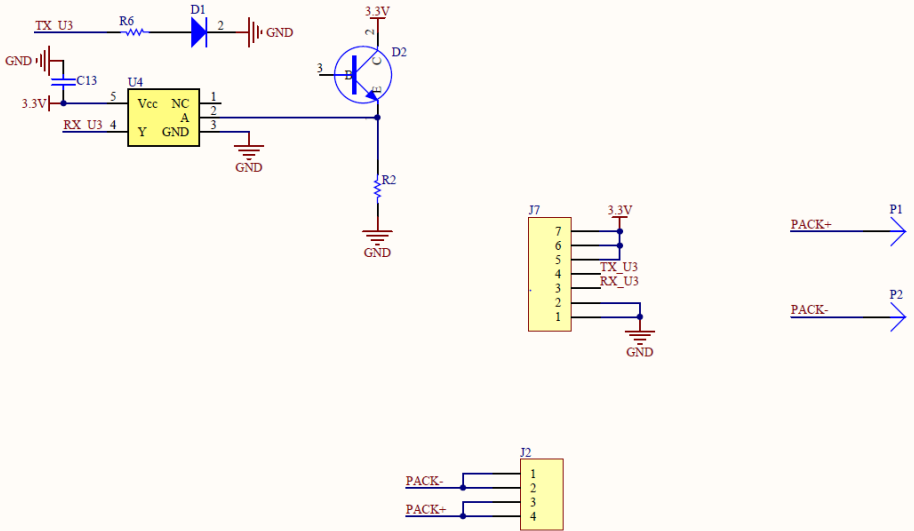 3.3V
D1
TX_U3
R6
2
GND
2
C
D2
3
B
E
GND
C13
U4
3.3V
5
Vcc
NC
1
A
2
RX_U3
4
Y
GND
3
GND
R2
GND
J7
3.3V
P1
7
PACK+
6
5
4
TX_U3
3
RX_U3
2
P2
1
PACK-
GND
J2
PACK-
1
2
3
PACK+
4